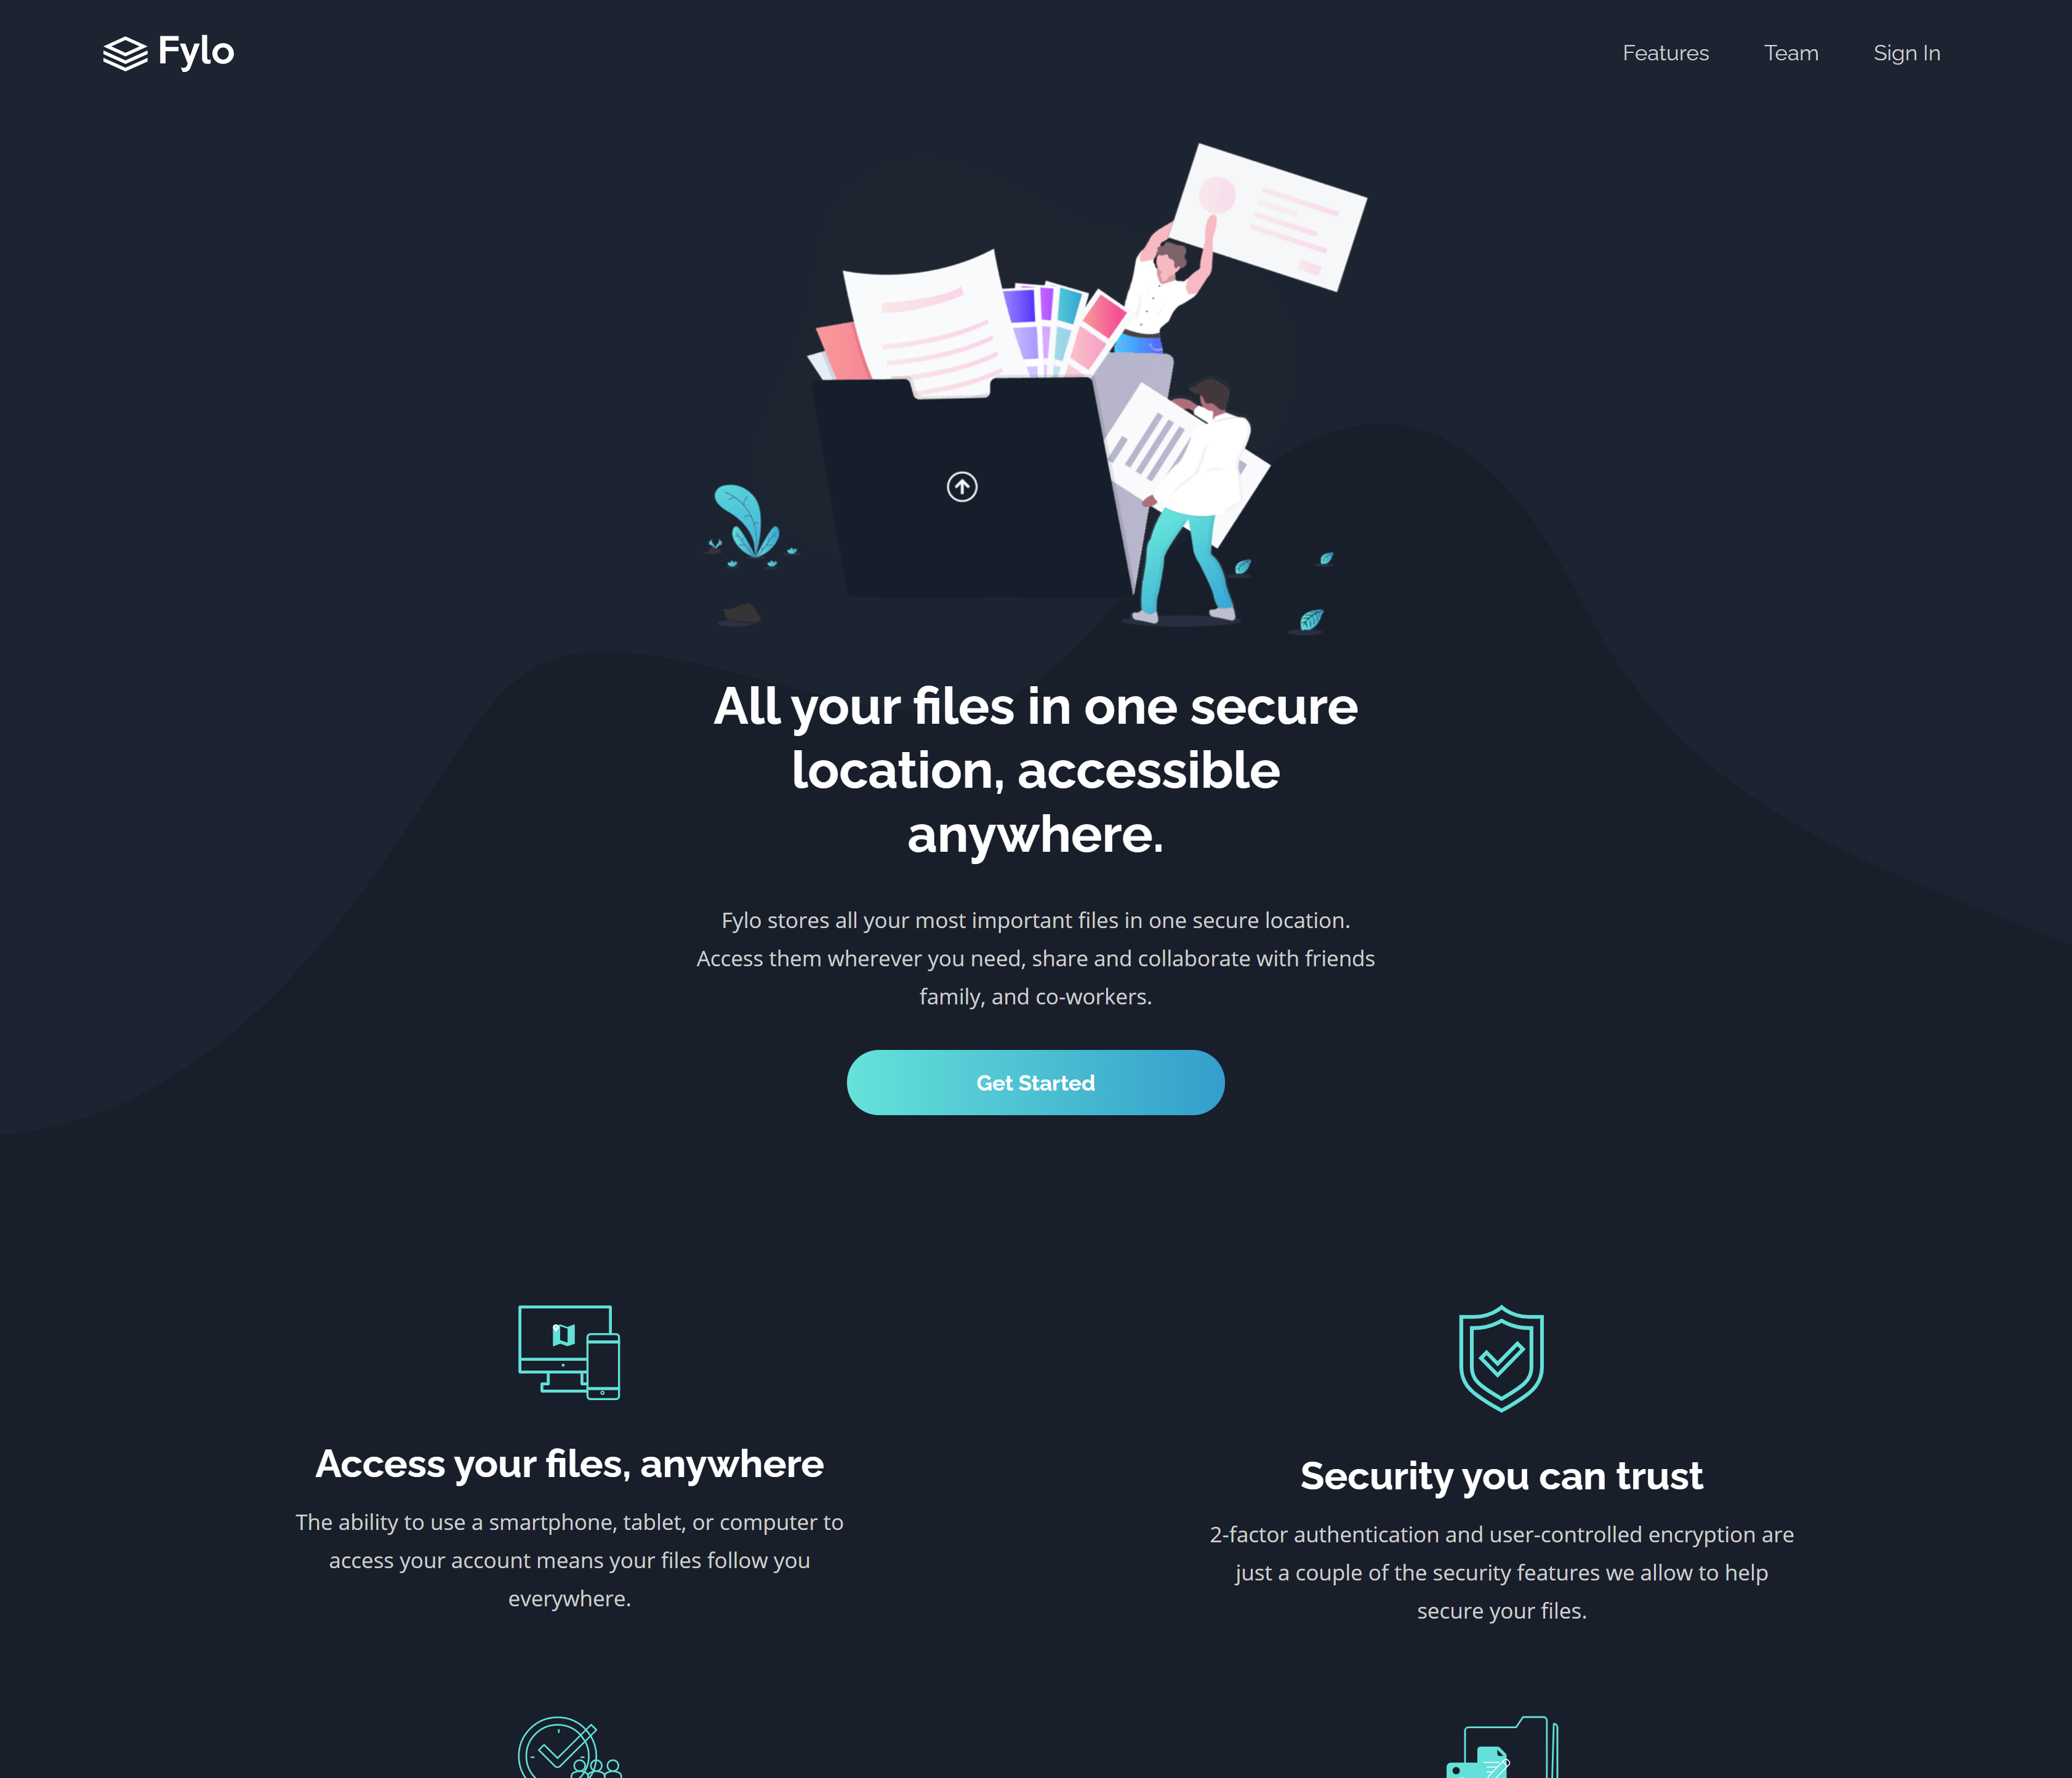 Fylo
Features
Team
Sign In
All your files in one secure
location, accessible
anywhere.
Fylo stores all your most important files in one secure location.
Access them wherever you need, share and collaborate with friends
family, and co-workers.
Get Started
Access your files, anywhere
The ability to use a smartphone, tablet, or computer to
access your account means your files follow you
everywhere.
Security you can trust
2-factor authentication and user-controlled encryption are
just a couple of the security features we allow to help
secure your files.